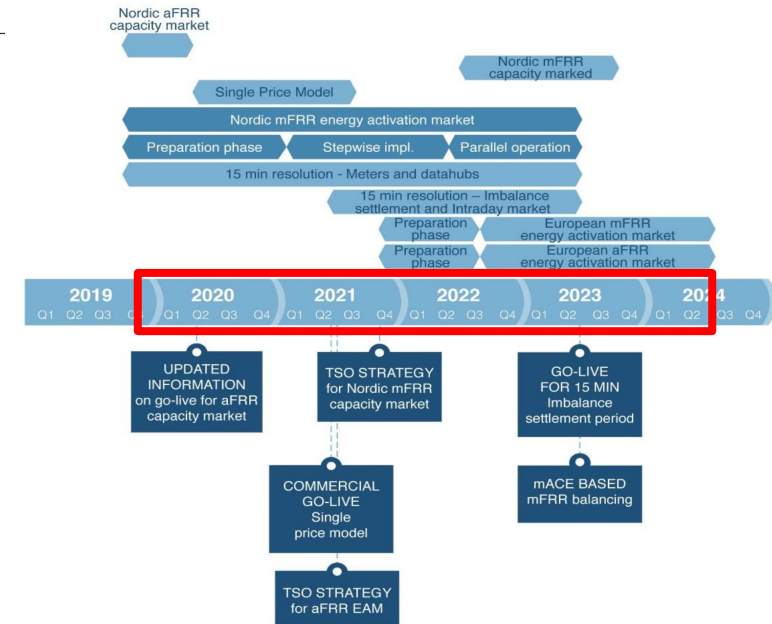 Nordic aFRR
capacity market
Nordic mFRR
capacity marked
Single Price Model
Nordic mFRR energy activation market
Preparation phase Stepwise impl. Parallel operation
15 min resolution - Meters and datahubs
15 min resolution – Imbalance
settlement and Intraday market
Preparation
phase
European mFRR
energy activation market
Preparation
phase
European aFRR
energy activation market
2019 2020 2021 2022 2023 2024
Q1 Q2 Q3 Q1 Q2 Q3 Q4 Q1 Q2 Q3 Q4 Q1 Q2 Q3 Q4 Q1 Q2 Q3 Q4 Q1 Q2 Q3 Q4
UPDATED
INFORMATION
on go-live for aFRR
capacity market
TSO STRATEGY
for Nordic mFRR
capacity market
GO-LIVE
FOR 15 MIN
Imbalance
settlement period
COMMERCIAL
GO-LIVE
Single
price model
mACE BASED
mFRR balancing
TSO STRATEGY
for aFRR EAM